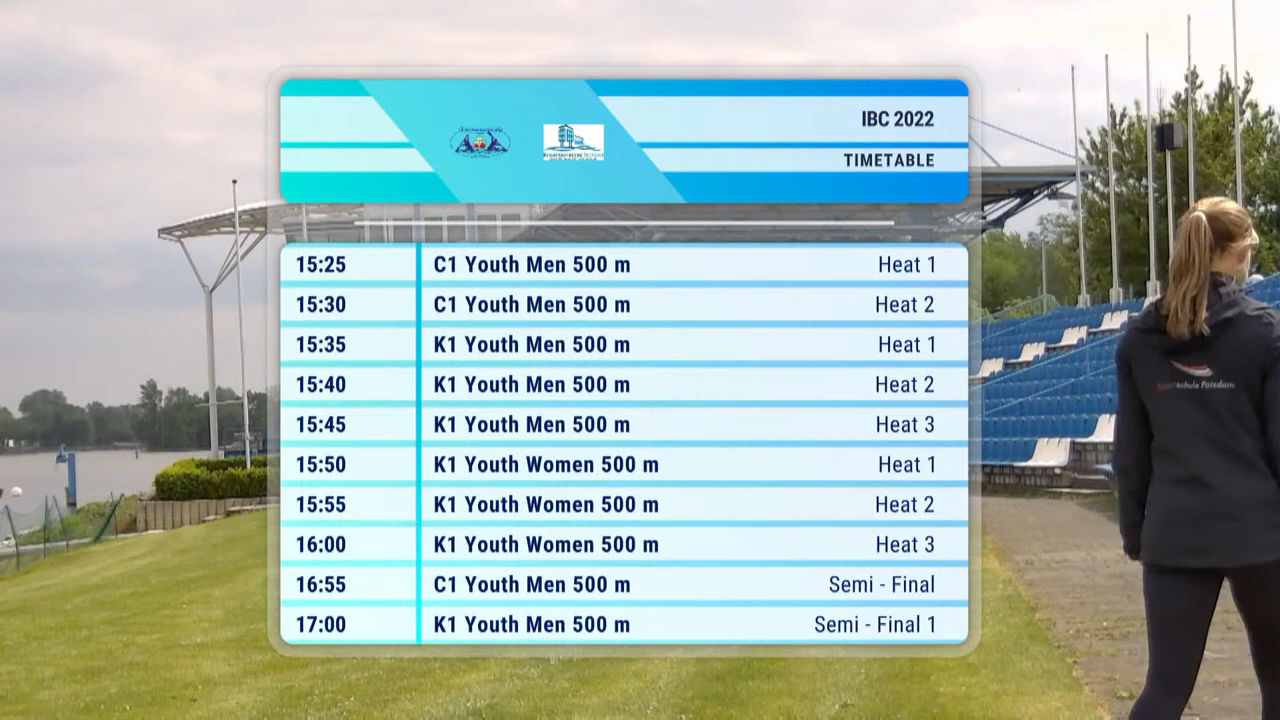 IBC 2022
TIMETABLE
15:25 C1 Youth Men 500 m Heat 1
15:30 C1 Youth Men 500 m Heat 2
15:35 K1 Youth Men 500 m Heat 1
15:40 K1 Youth Men 500 m Heat 2
15:45 K1 Youth Men 500 m Heat 3
15:50 K1 Youth Women 500 m Heat 1
15:55 K1 Youth Women 500 m Heat 2
16:00 K1 Youth Women 500 m Heat 3
16:55 C1 Youth Men 500 m Semi - Final
17:00 K1 Youth Men 500 m Semi - Final 1